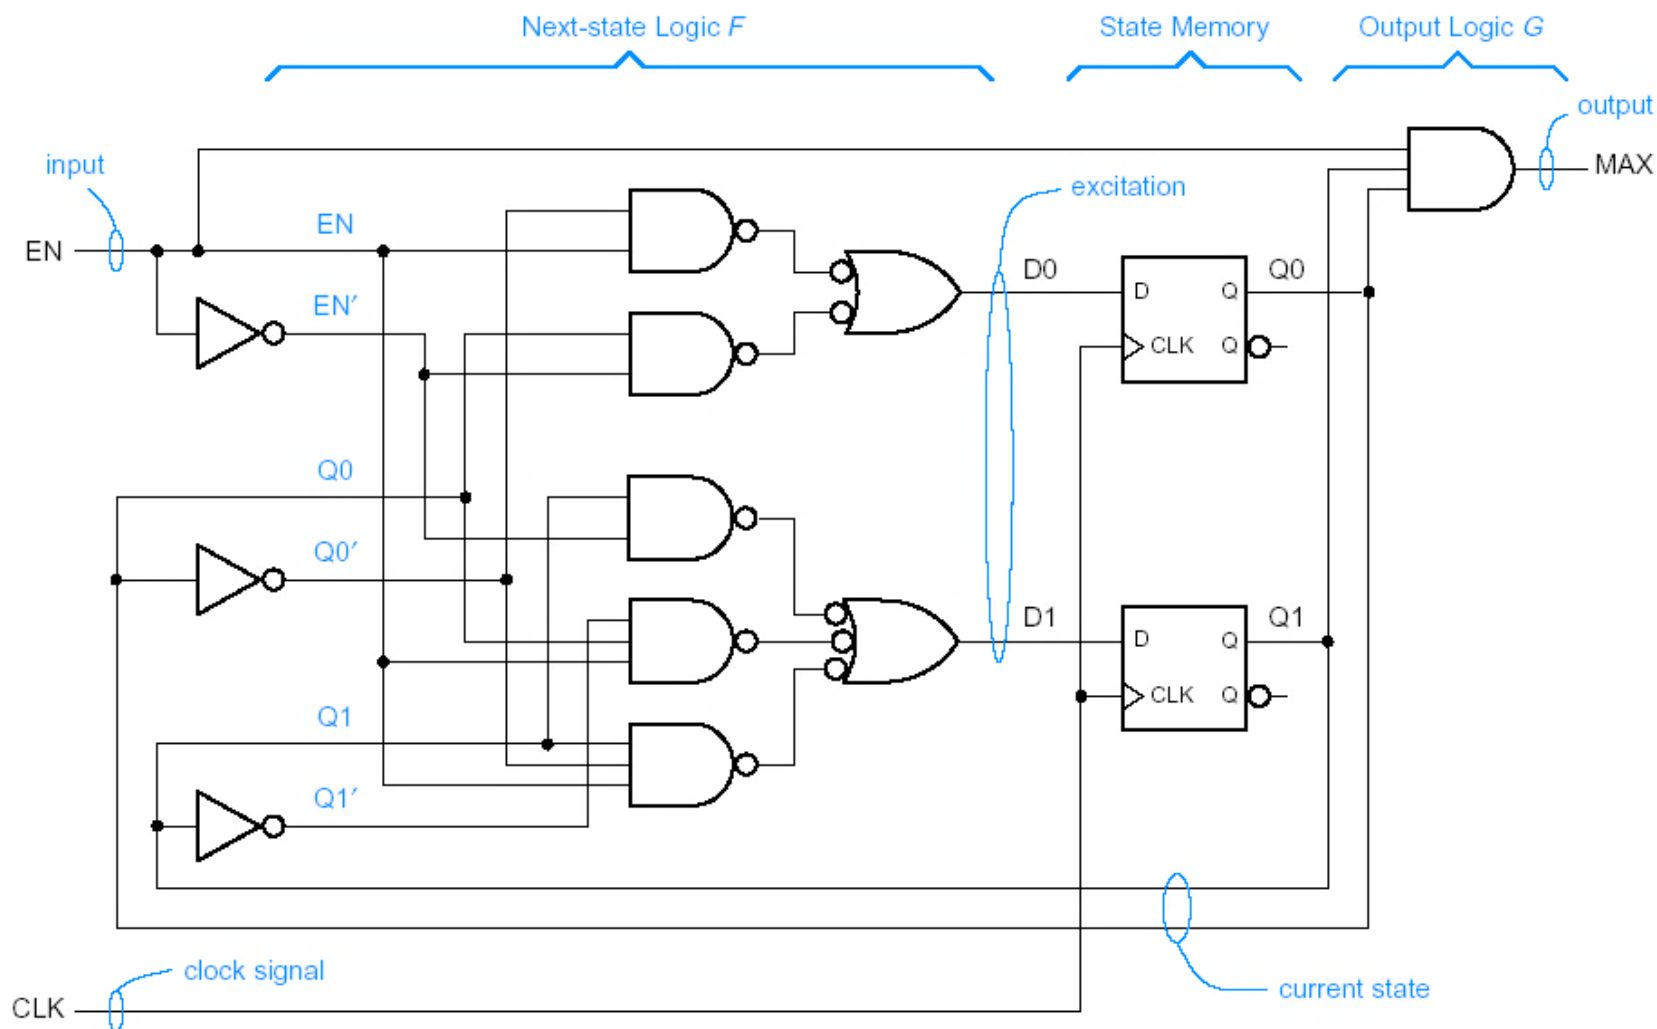 Next-state Logic F
State Memory
Output Logic G
output
input
MAX
excitation
EN
EN
EN′
D0
Q0
D
Q
CLK
Q
Q0
Q0′
D1
Q1
D
Q
CLK
Q
Q1
Q1′
clock signal
current state
CLK